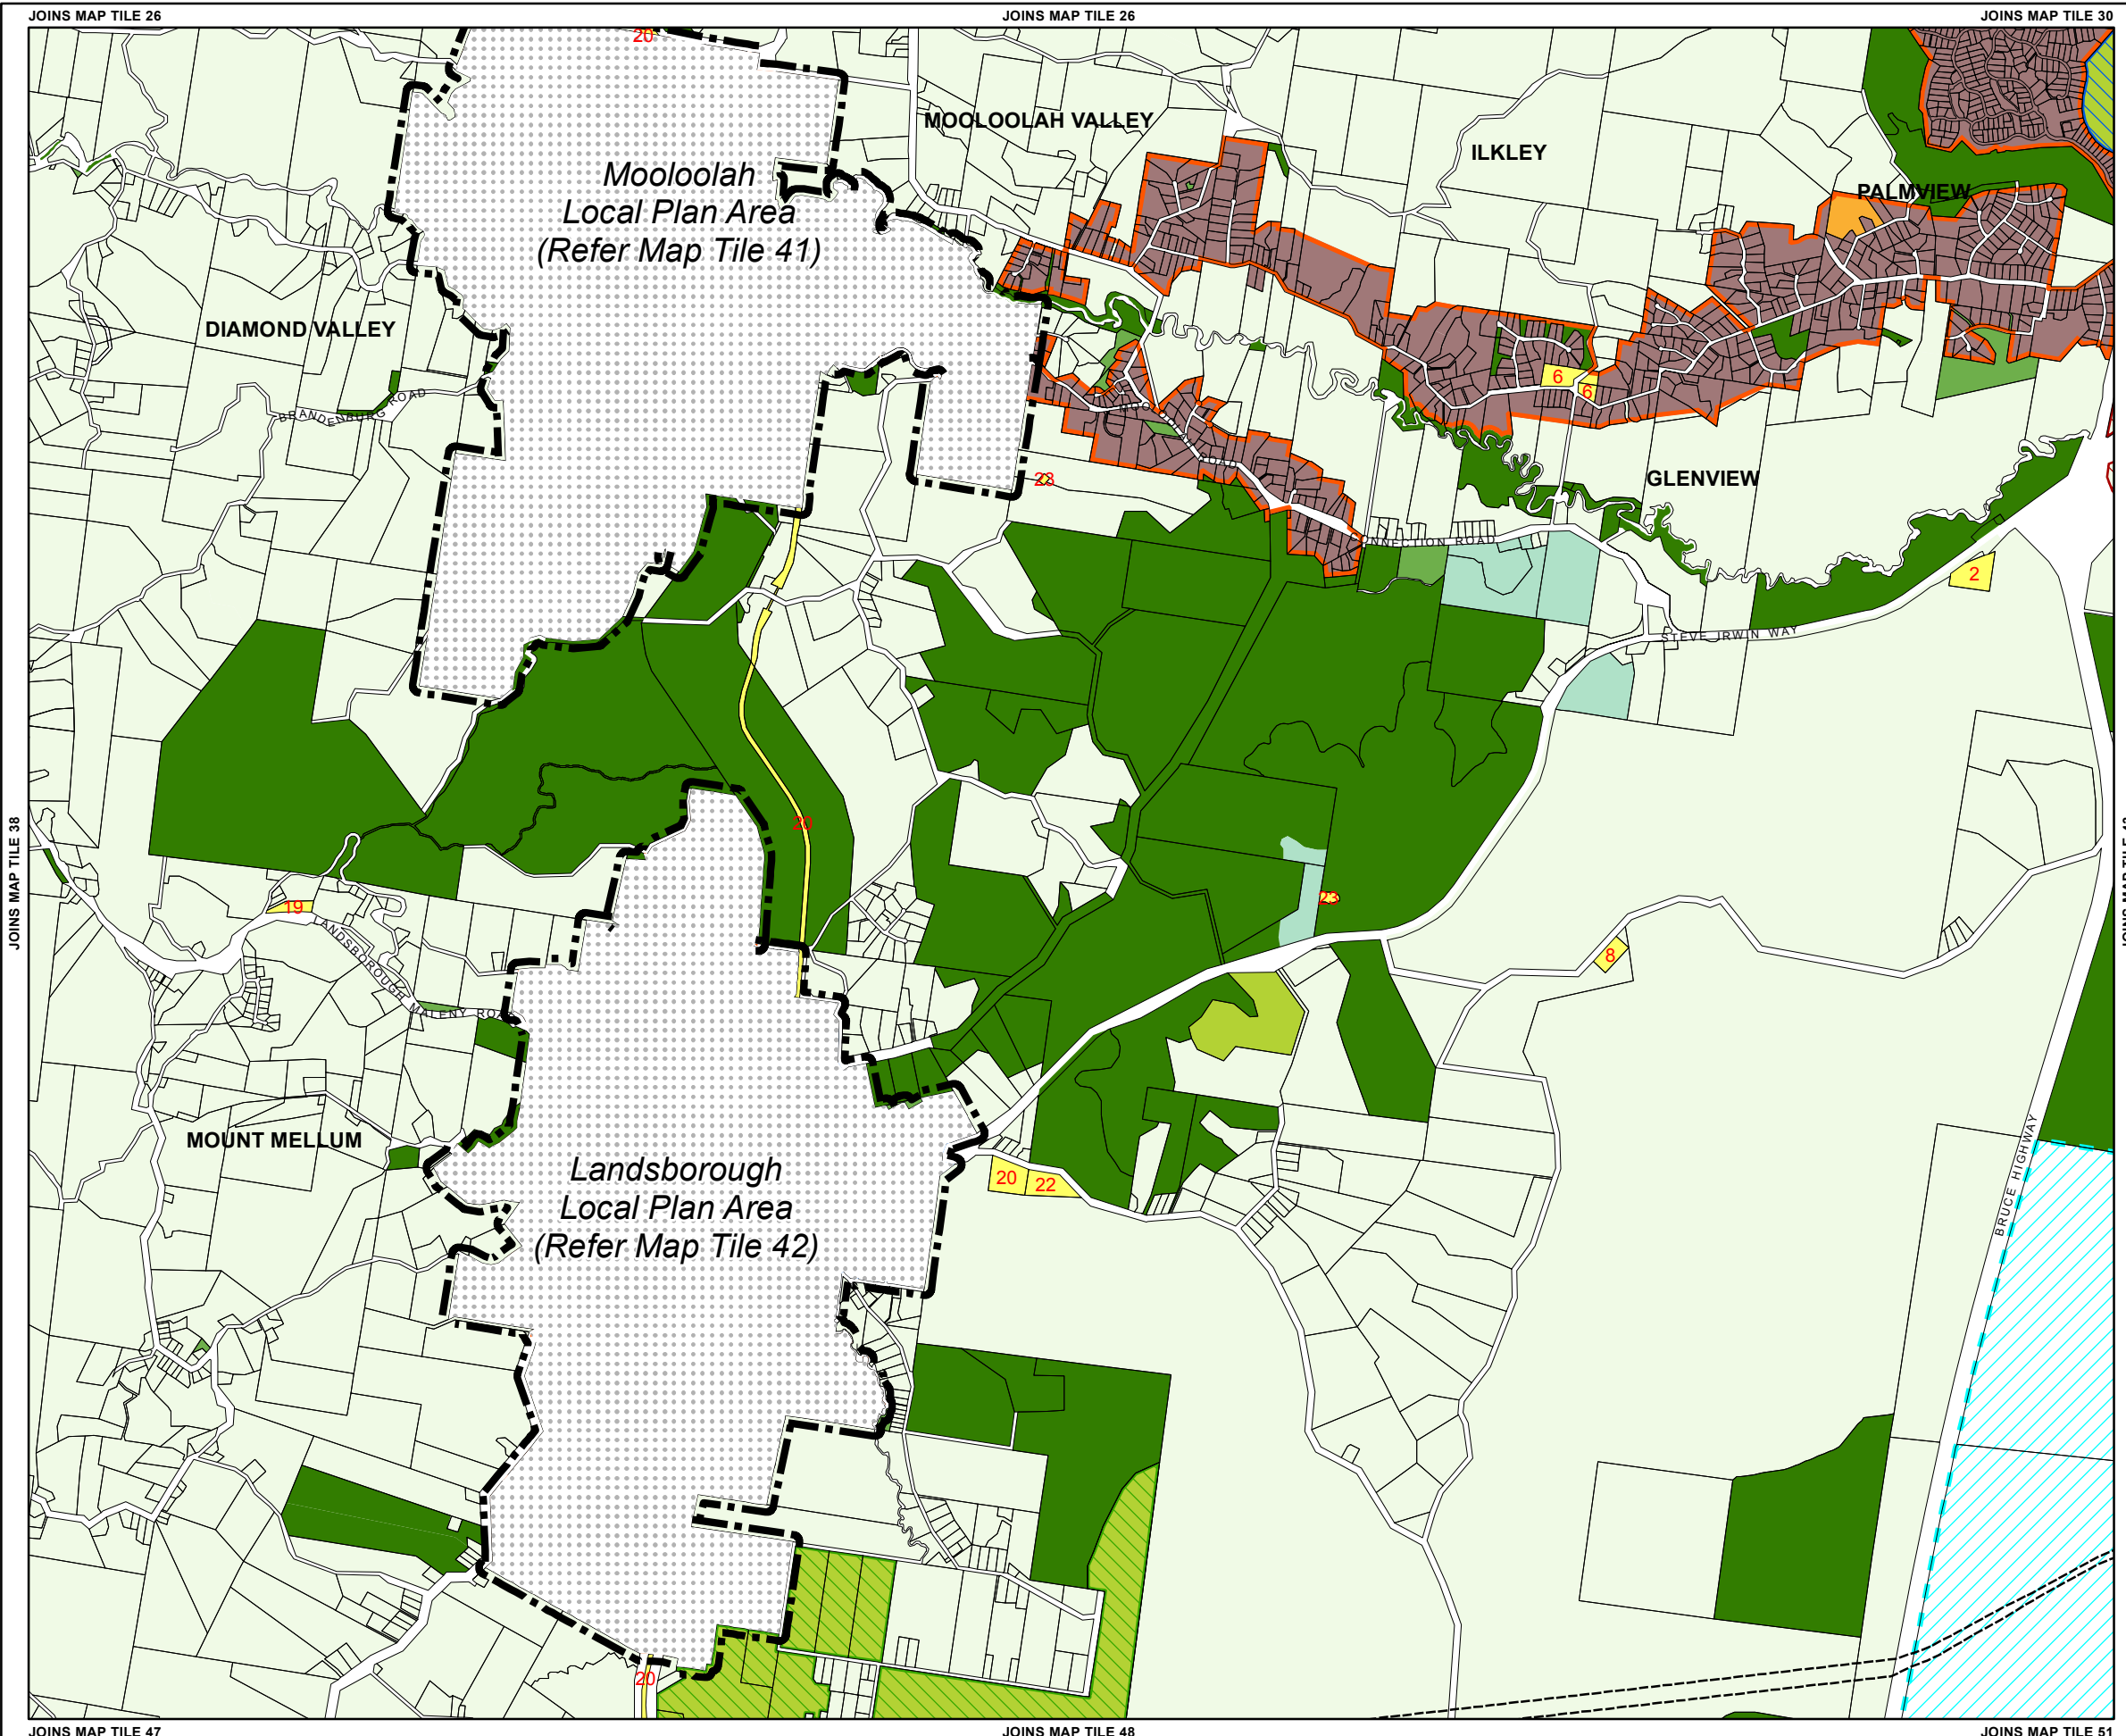 JOINS MAP TILE 26
JOINS MAP TILE 26
JOINS MAP TILE 30
20
MOOLOOLAH VALLEY
ILKLEY
PALMVIEW
Mooloolah
Local Plan Area
(Refer Map Tile 41)
DIAMOND VALLEY
BRANDENBURG ROAD
6
6
ROAD
23
GLENVIEW
CONNECTION ROAD
2
STEVE IRWIN WAY
JOINS MAP TILE 38
20
19
23
8
LANDSBOROUGH MALENY ROAD
MOUNT MELLUM
Landsborough
Local Plan Area
(Refer Map Tile 42)
20
22
BRUCE HIGHWAY
20
JOINS MAP TILE 47
JOINS MAP TILE 48
JOINS MAP TILE 51